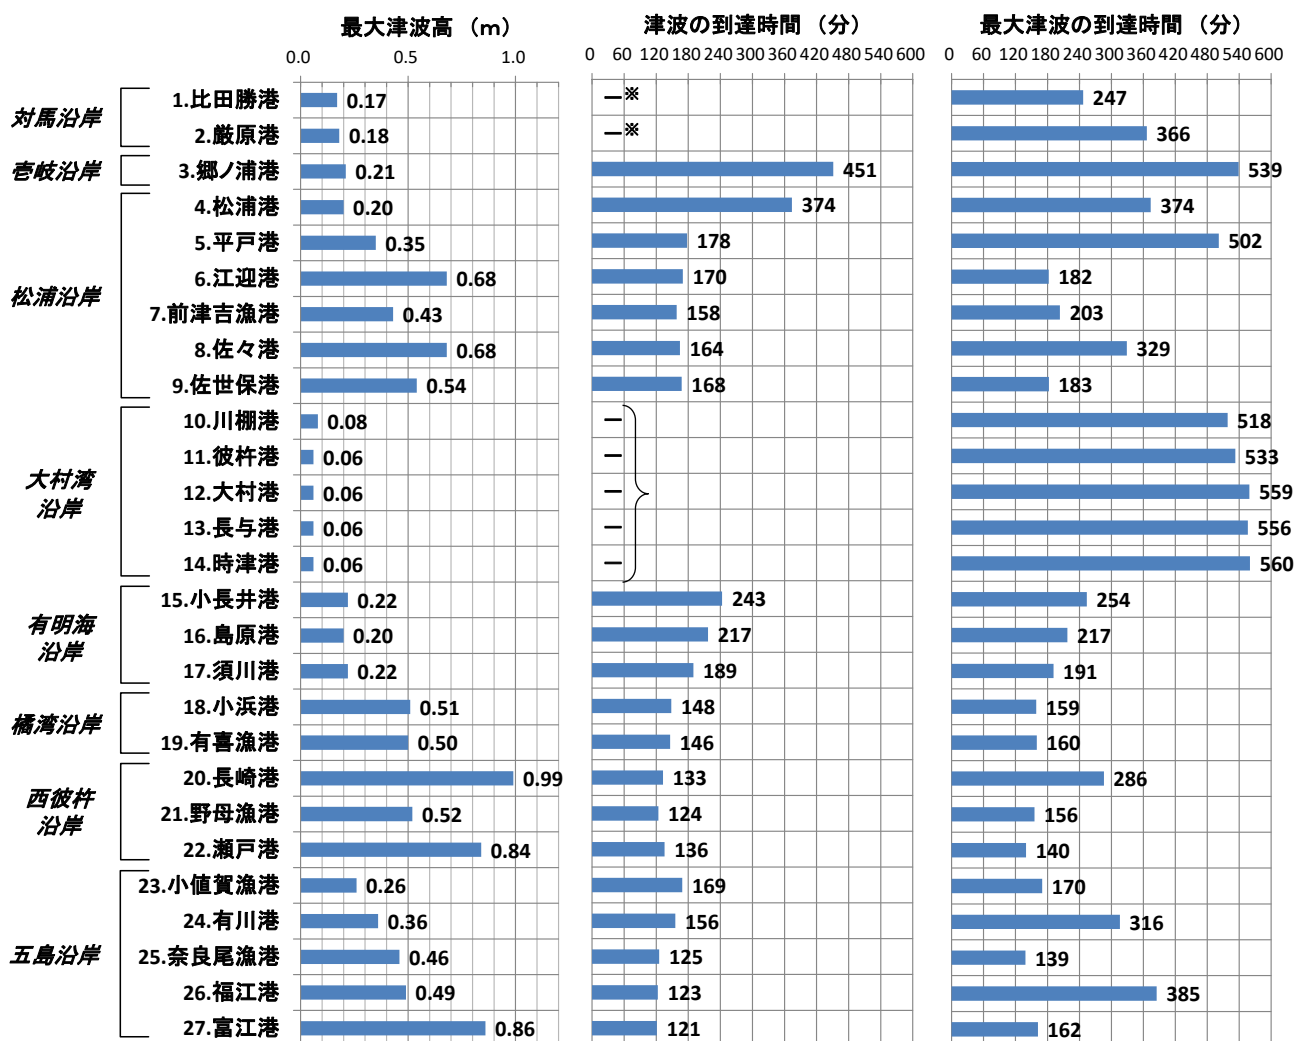 最大津波高 （ｍ）
0.0 0.5 1.0
津波の到達時間 （分）
0 60 120 180 240 300 360 420 480 540 600
最大津波の到達時間 （分）
0 60 120 180 240 300 360 420 480 540 600
対馬沿岸
1.比田勝港 0.17 －※ 247
2.厳原港 0.18 －※ 366
壱岐沿岸
3.郷ノ浦港 0.21 451 539
松浦沿岸
4.松浦港 0.20 374 374
5.平戸港 0.35 178 502
6.江迎港 0.68 170 182
7.前津吉漁港 0.43 158 203
8.佐々港 0.68 164 329
9.佐世保港 0.54 168 183
大村湾
沿岸
10.川棚港 0.08 － 518
11.彼杵港 0.06 － 533
12.大村港 0.06 － 559
13.長与港 0.06 － 556
14.時津港 0.06 － 560
有明海
沿岸
15.小長井港 0.22 243 254
16.島原港 0.20 217 217
17.須川港 0.22 189 191
橘湾沿岸
18.小浜港 0.51 148 159
19.有喜漁港 0.50 146 160
西彼杵
沿岸
20.長崎港 0.99 133 286
21.野母漁港 0.52 124 156
22.瀬戸港 0.84 136 140
五島沿岸
23.小値賀漁港 0.26 169 170
24.有川港 0.36 156 316
25.奈良尾漁港 0.46 125 139
26.福江港 0.49 123 385
27.富江港 0.86 121 162